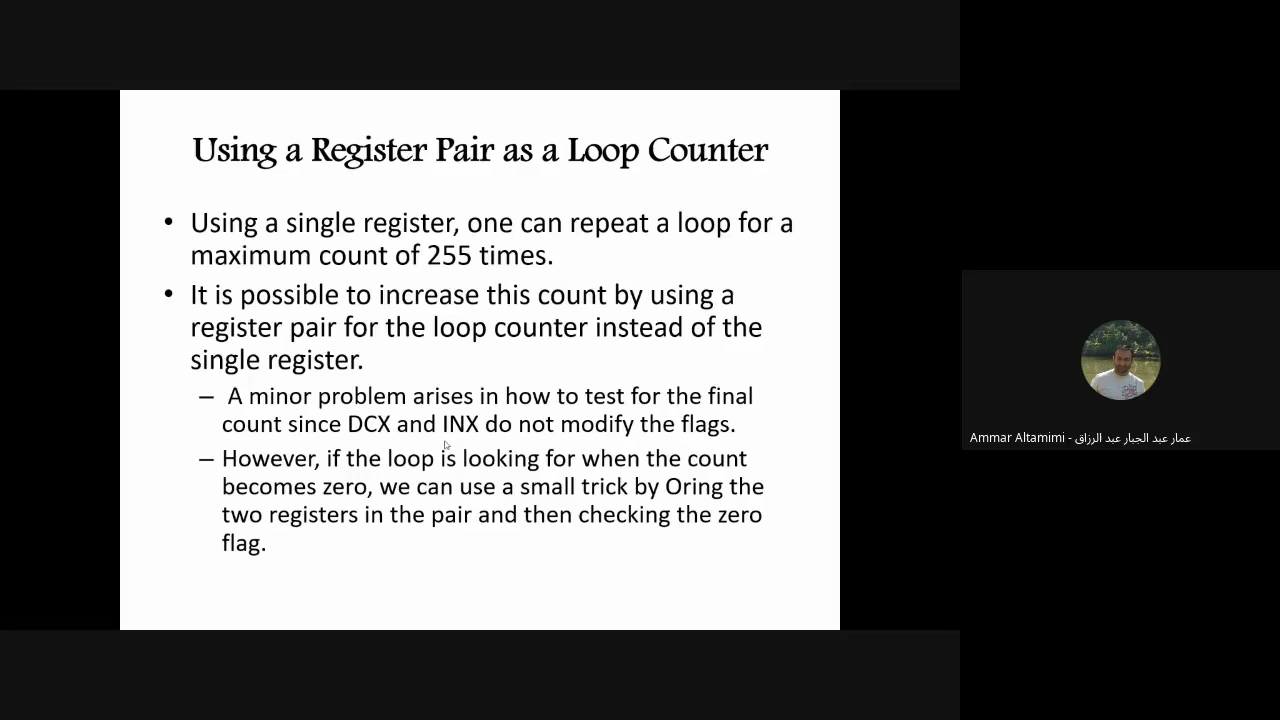 Using a Register Pair as a Loop Counter
• Using a single register, one can repeat a loop for a
maximum count of 255 times.
• It is possible to increase this count by using a
register pair for the loop counter instead of the
single register.
– A minor problem arises in how to test for the final
count since DCX and INX do not modify the flags.
– However, if the loop is looking for when the count
becomes zero, we can use a small trick by Oring the
two registers in the pair and then checking the zero
flag.
Ammar Altamimi - عمار عبد الجبار عبد الرزاق